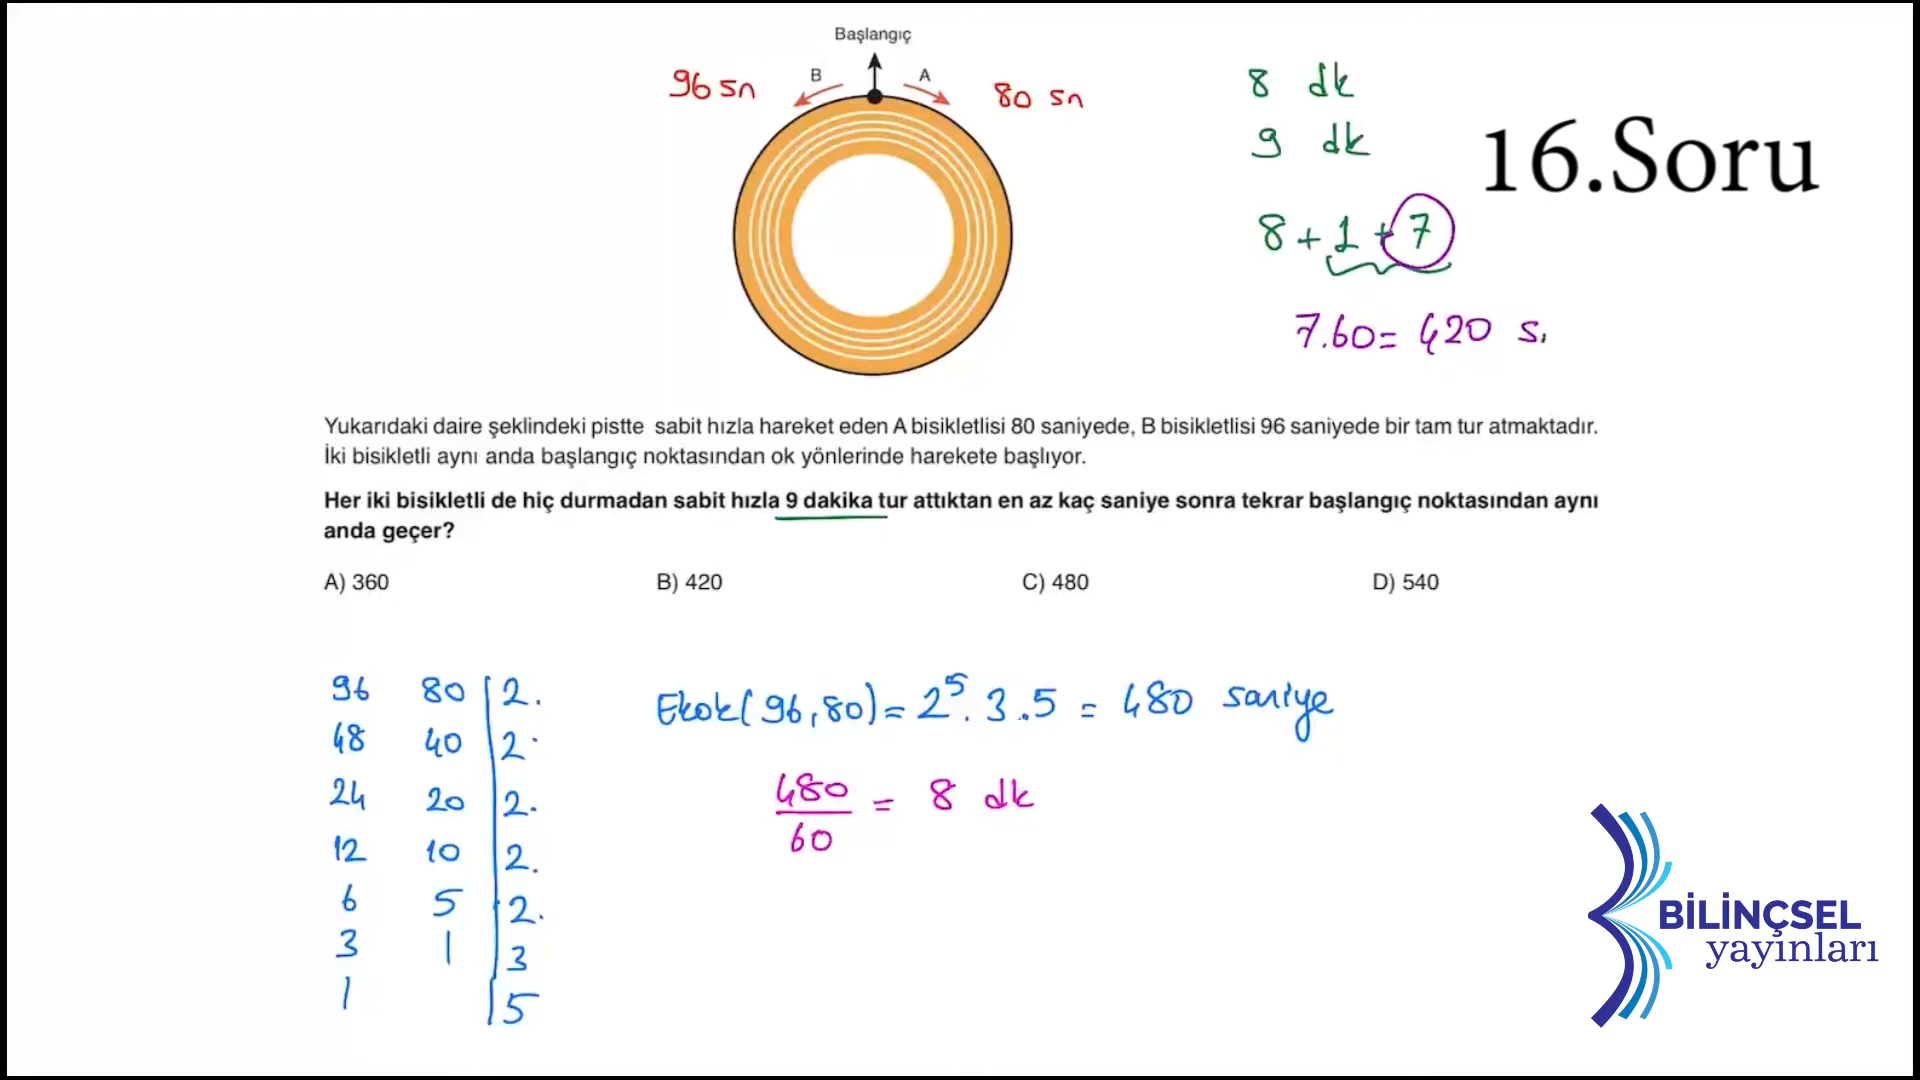 Başlangıç
96 sn B A 80 sn
8 dk
9 dk
16.Soru
8+1+7
7.60= 420 s.
Yukarıdaki daire şeklindeki pistte sabit hızla hareket eden A bisikletlisi 80 saniyede, B bisikletlisi 96 saniyede bir tam tur atmaktadır.
İki bisikletli aynı anda başlangıç noktasından ok yönlerinde harekete başlıyor.
Her iki bisikletli de hiç durmadan sabit hızla 9 dakika tur attıktan en az kaç saniye sonra tekrar başlangıç noktasından aynı
anda geçer?
A) 360 B) 420 C) 480 D) 540
96 80 | 2.
48 40 | 2.
24 20 | 2.
12 10 | 2.
6 5 | 2.
3 1 | 3
1 | 5
Ekok(96,80)= 2⁵.3.5 = 480 saniye
480/60 = 8 dk
BİLİNÇSEL
yayınları